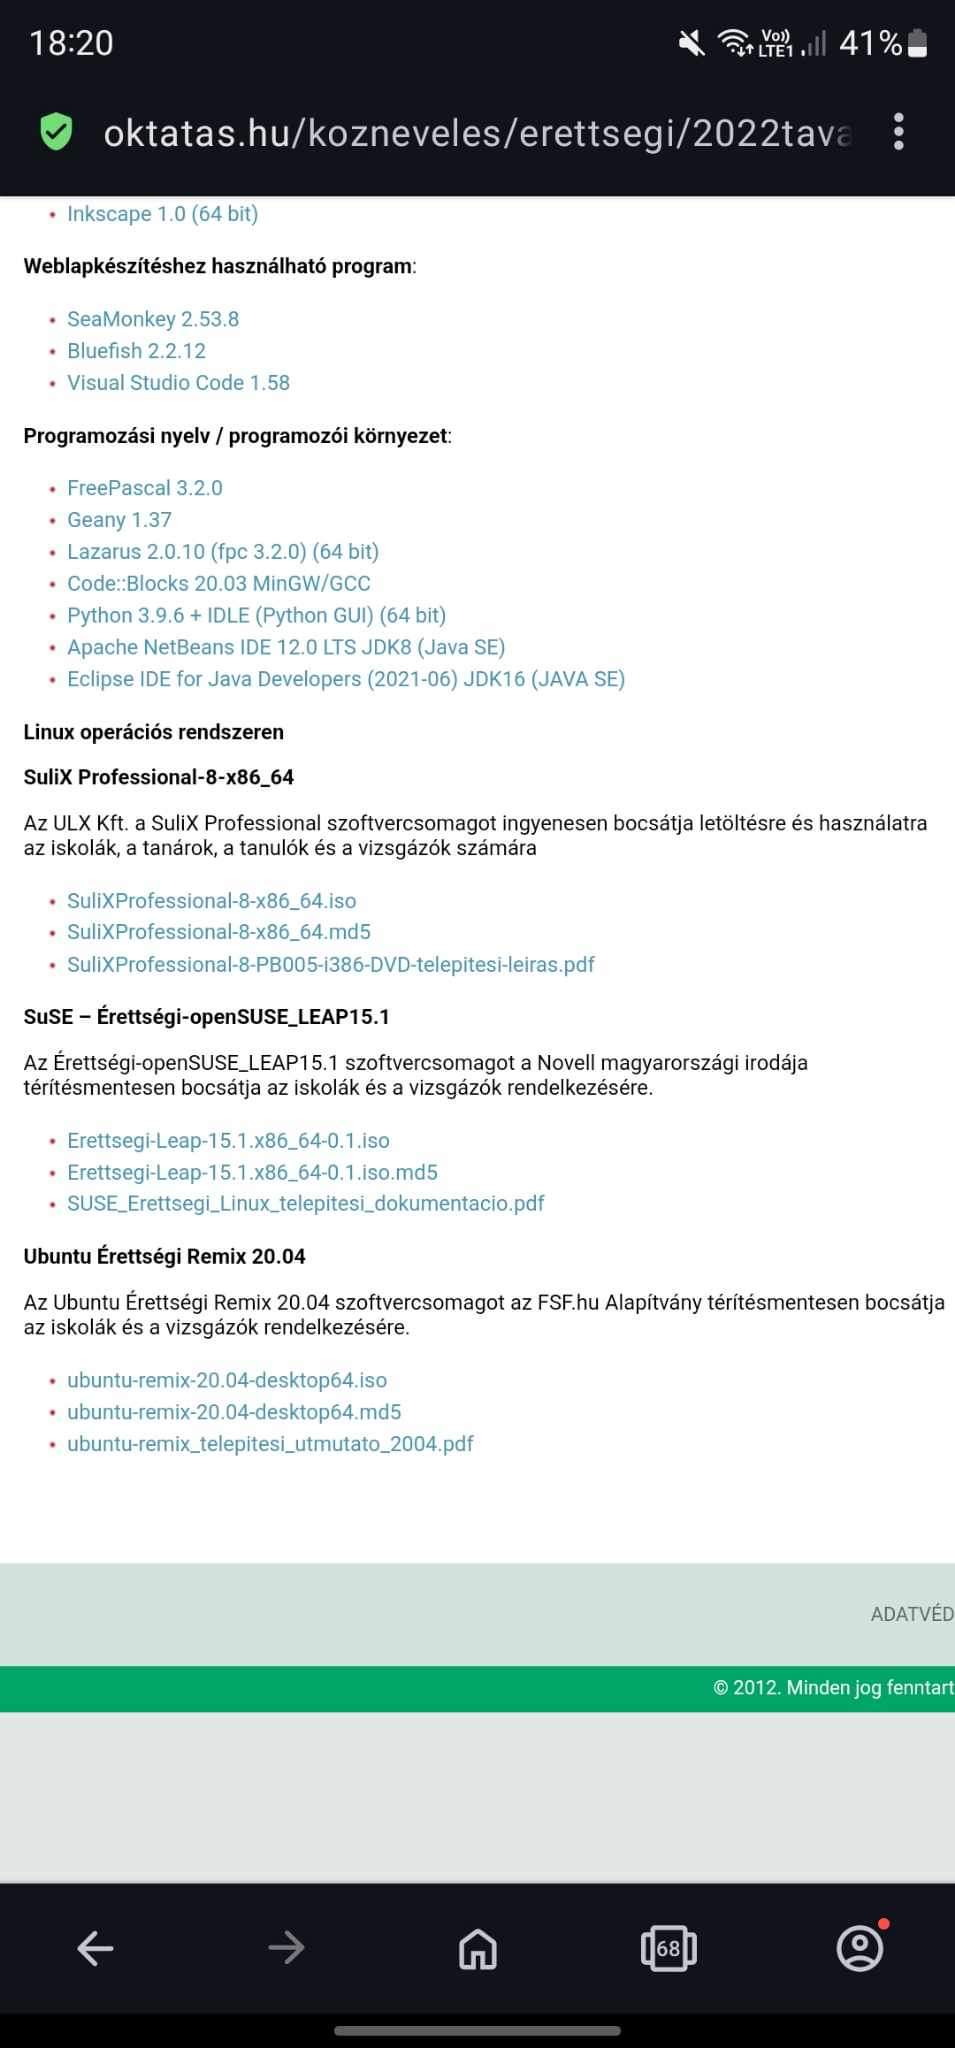 18:20
Vo)) LTE1 41%
oktatas.hu/kozneveles/erettsegi/2022tava
Inkscape 1.0 (64 bit)
Weblapkészítéshez használható program:
SeaMonkey 2.53.8
Bluefish 2.2.12
Visual Studio Code 1.58
Programozási nyelv / programozói környezet:
FreePascal 3.2.0
Geany 1.37
Lazarus 2.0.10 (fpc 3.2.0) (64 bit)
Code::Blocks 20.03 MinGW/GCC
Python 3.9.6 + IDLE (Python GUI) (64 bit)
Apache NetBeans IDE 12.0 LTS JDK8 (Java SE)
Eclipse IDE for Java Developers (2021-06) JDK16 (JAVA SE)
Linux operációs rendszeren
SuliX Professional-8-x86_64
Az ULX Kft. a SuliX Professional szoftvercsomagot ingyenesen bocsátja letöltésre és használatra
az iskolák, a tanárok, a tanulók és a vizsgázók számára
SuliXProfessional-8-x86_64.iso
SuliXProfessional-8-x86_64.md5
SuliXProfessional-8-PB005-i386-DVD-telepitesi-leiras.pdf
SuSE – Érettségi-openSUSE_LEAP15.1
Az Érettségi-openSUSE_LEAP15.1 szoftvercsomagot a Novell magyarországi irodája
térítésmentesen bocsátja az iskolák és a vizsgázók rendelkezésére.
Erettsegi-Leap-15.1.x86_64-0.1.iso
Erettsegi-Leap-15.1.x86_64-0.1.iso.md5
SUSE_Erettsegi_Linux_telepitesi_dokumentacio.pdf
Ubuntu Érettségi Remix 20.04
Az Ubuntu Érettségi Remix 20.04 szoftvercsomagot az FSF.hu Alapítvány térítésmentesen bocsátja
az iskolák és a vizsgázók rendelkezésére.
ubuntu-remix-20.04-desktop64.iso
ubuntu-remix-20.04-desktop64.md5
ubuntu-remix_telepitesi_utmutato_2004.pdf
ADATVÉD
© 2012. Minden jog fenntart
68